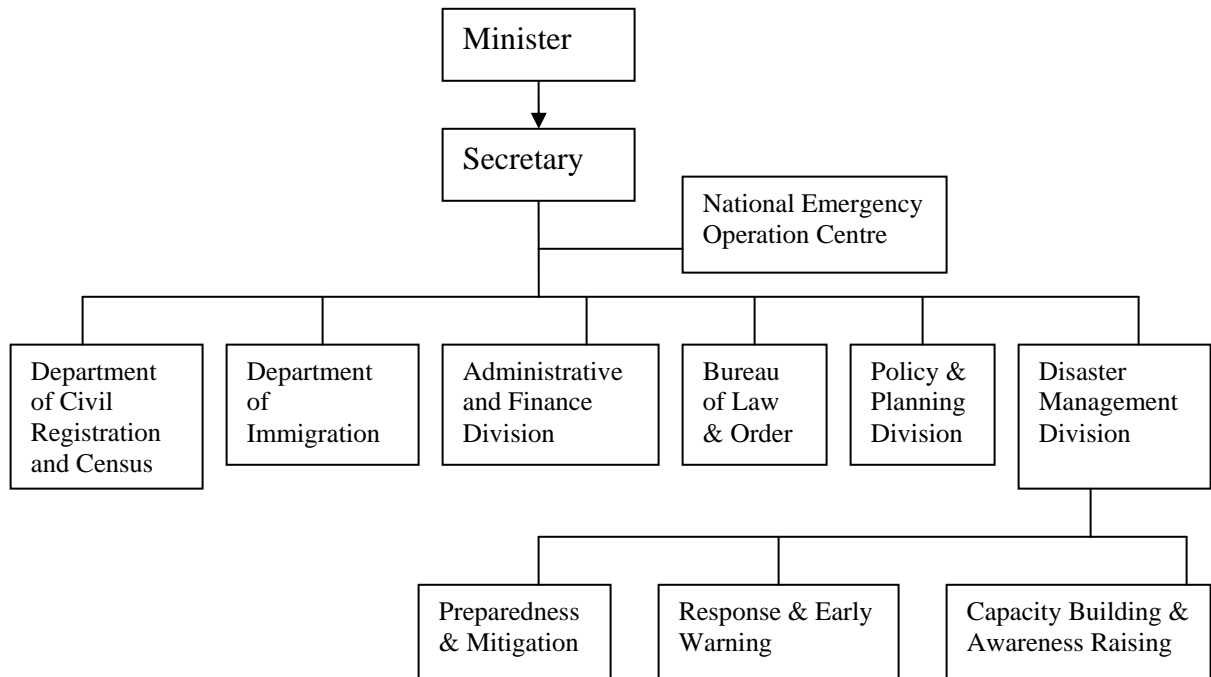 Minister
Secretary
National Emergency
Operation Centre
Department
of Civil
Registration
and Census
Department
of
Immigration
Administrative
and Finance
Division
Bureau
of Law
& Order
Policy &
Planning
Division
Disaster
Management
Division
Preparedness
& Mitigation
Response & Early
Warning
Capacity Building &
Awareness Raising